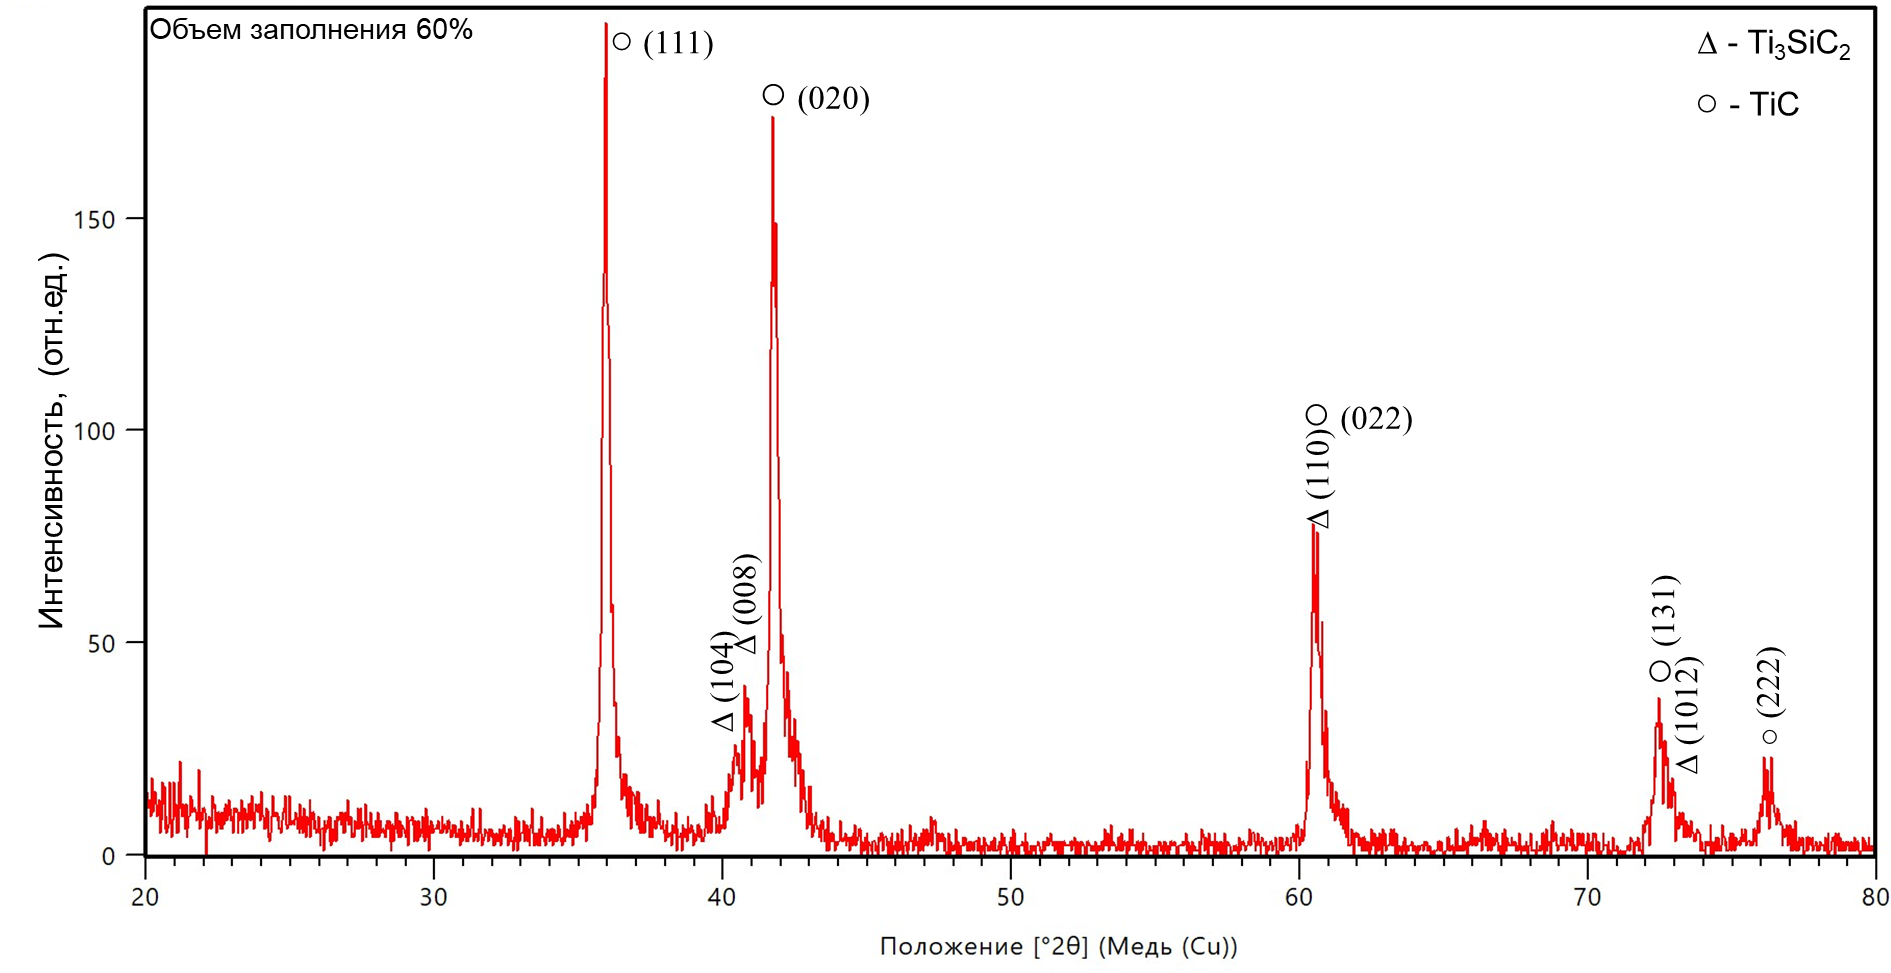 Объем заполнения 60%
○ (111)
Δ - Ti₃SiC₂
○ (020)
○ - TiC
150
100
50
0
Интенсивность, (отн.ед.)
Δ (104)
Δ (008)
○ (022)
Δ (110)
○ (131)
Δ (1012)
○ (222)
20 30 40 50 60 70 80
Положение [°2θ] (Медь (Cu))